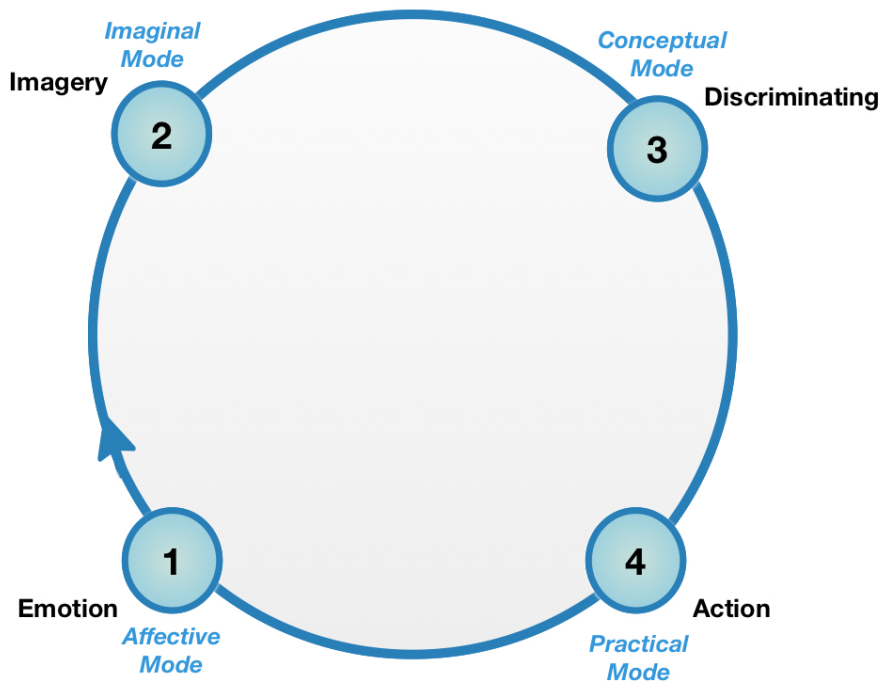 Imaginal
Mode
Imagery
2
Conceptual
Mode
Discriminating
3
1
Emotion
Affective
Mode
4
Action
Practical
Mode